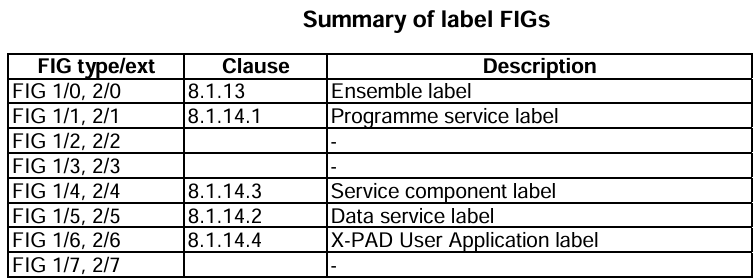 Summary of label FIGs
FIG type/ext Clause Description
FIG 1/0, 2/0 8.1.13 Ensemble label
FIG 1/1, 2/1 8.1.14.1 Programme service label
FIG 1/2, 2/2 -
FIG 1/3, 2/3 -
FIG 1/4, 2/4 8.1.14.3 Service component label
FIG 1/5, 2/5 8.1.14.2 Data service label
FIG 1/6, 2/6 8.1.14.4 X-PAD User Application label
FIG 1/7, 2/7 -